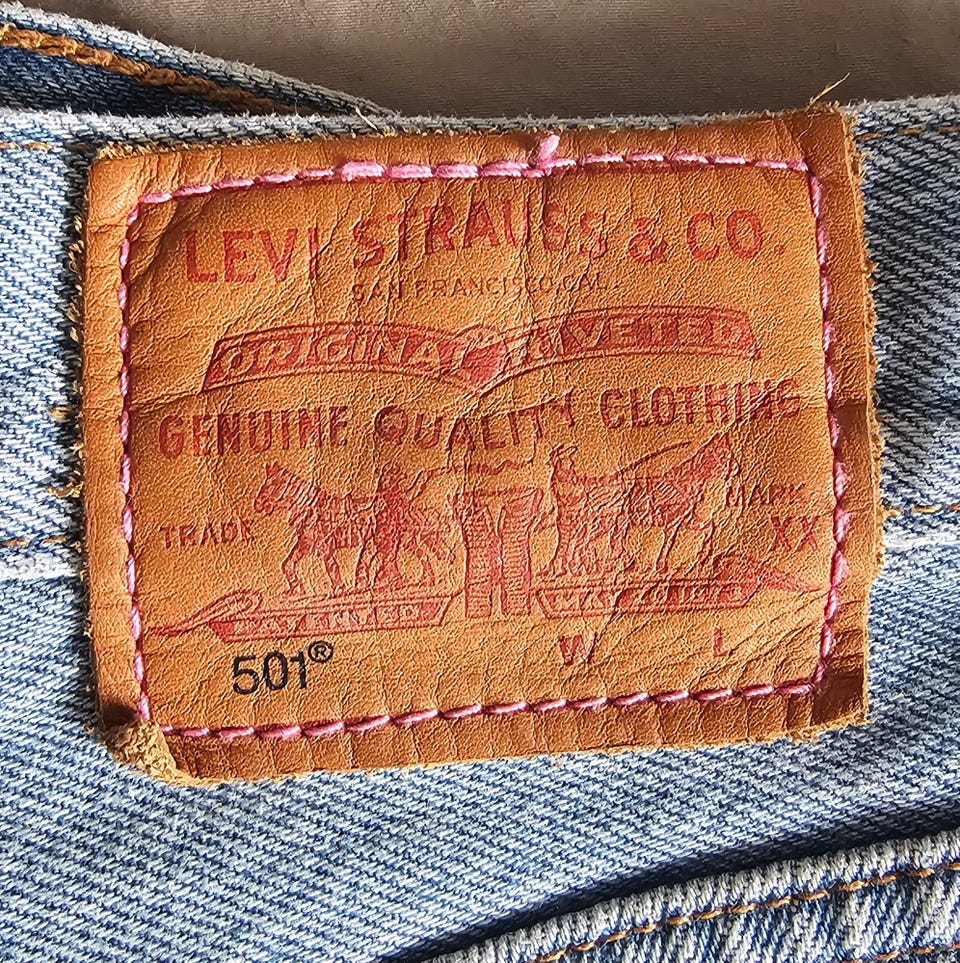 LEVI STRAUSS & CO.
SAN FRANCISCO, CAL.
ORIGINAL RIVETED
GENUINE QUALITY CLOTHING
TRADE MARK
XX
501®
W L